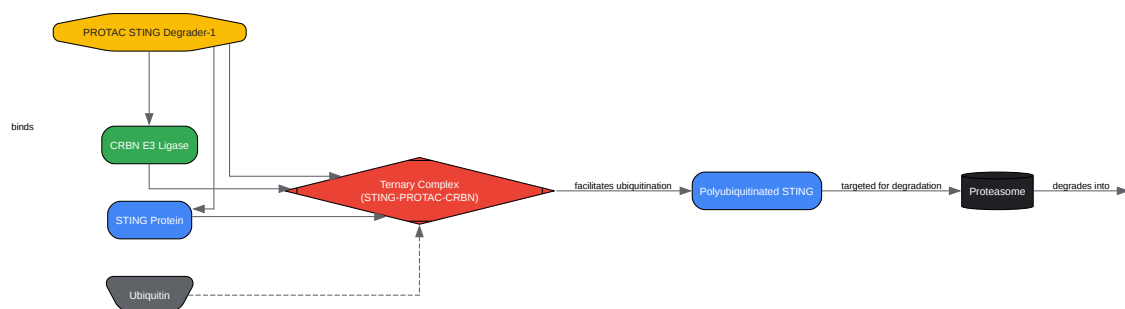 PROTAC STING Degrader-1
binds
CRBN E3 Ligase
Ternary Complex
(STING-PROTAC-CRBN)
facilitates ubiquitination
Polyubiquitinated STING
targeted for degradation
Proteasome
degrades into
STING Protein
Ubiquitin